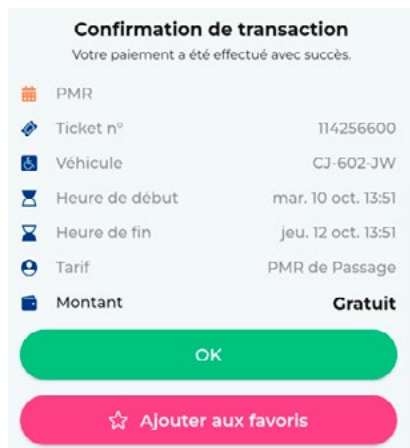 Confirmation de transaction
Votre paiement a été effectué avec succès.
PMR
Ticket n° 114256600
Véhicule CJ-602-JW
Heure de début mar. 10 oct. 13:51
Heure de fin jeu. 12 oct. 13:51
Tarif PMR de Passage
Montant Gratuit
OK
Ajouter aux favoris